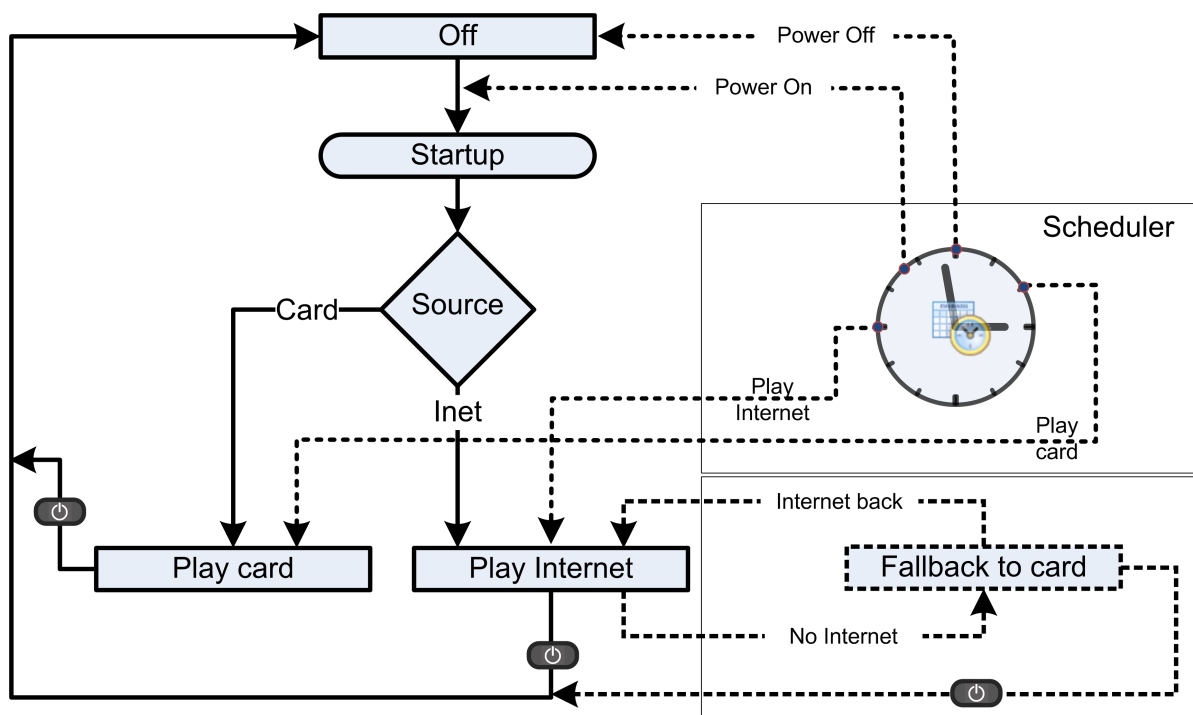 Off
Power Off
Power On
Startup
Scheduler
Source
Card
Inet
Play
Internet
Play
card
Internet back
Play card
Play Internet
Fallback to card
No Internet